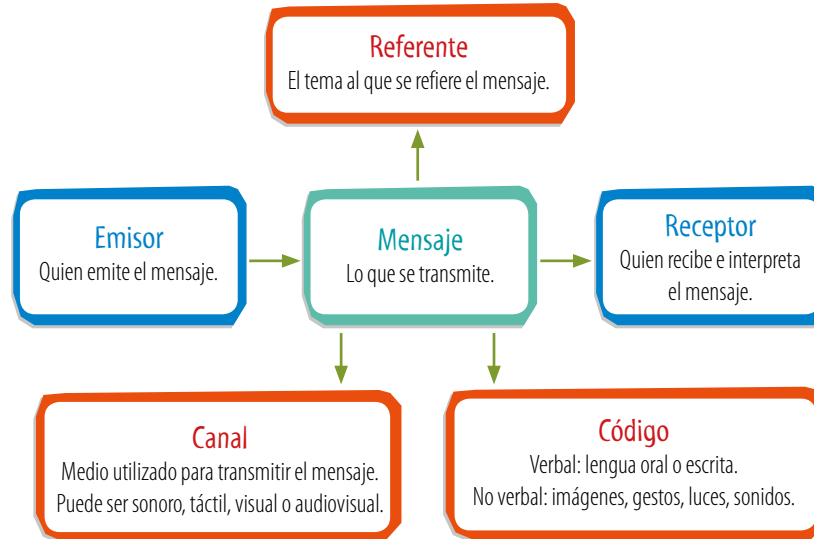 Referente
El tema al que se refiere el mensaje.
Emisor
Quien emite el mensaje.
Mensaje
Lo que se transmite.
Receptor
Quien recibe e interpreta
el mensaje.
Canal
Medio utilizado para transmitir el mensaje.
Puede ser sonoro, táctil, visual o audiovisual.
Código
Verbal: lengua oral o escrita.
No verbal: imágenes, gestos, luces, sonidos.